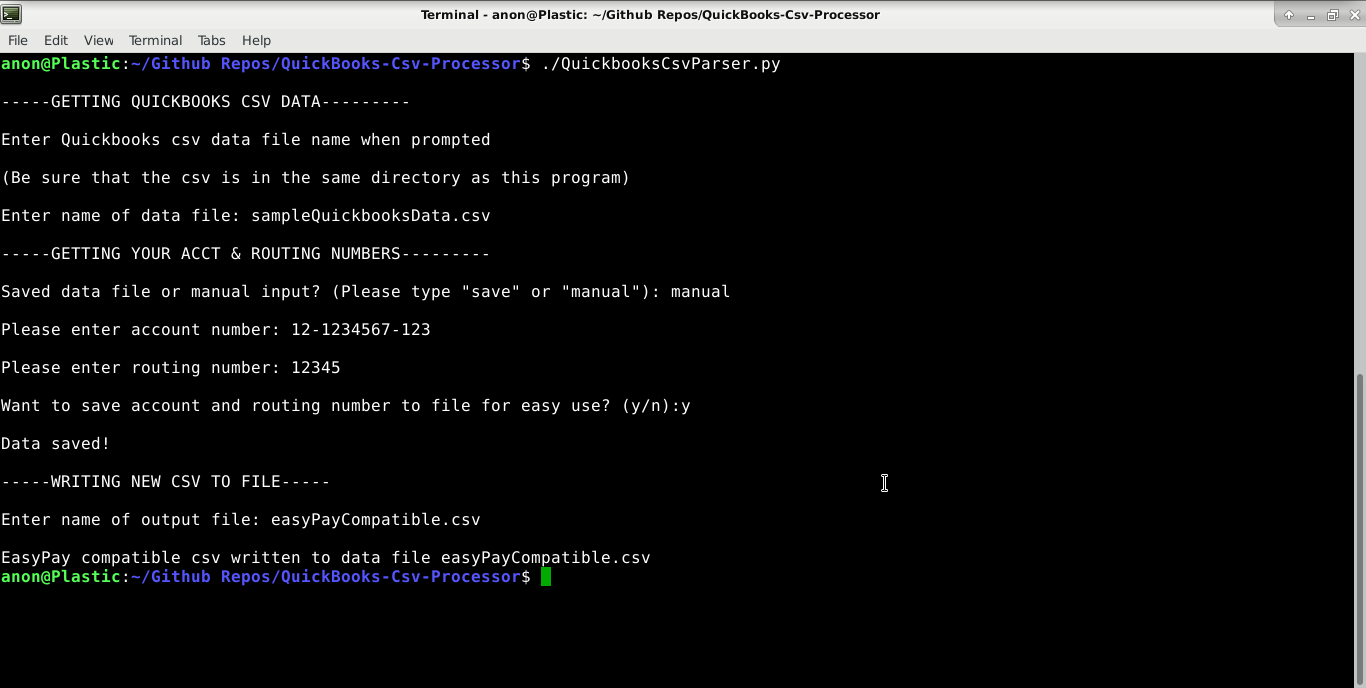 Terminal - anon@Plastic: ~/Github Repos/QuickBooks-Csv-Processor
File Edit View Terminal Tabs Help
anon@Plastic:~/Github Repos/QuickBooks-Csv-Processor$ ./QuickbooksCsvParser.py
-----GETTING QUICKBOOKS CSV DATA---------
Enter Quickbooks csv data file name when prompted
(Be sure that the csv is in the same directory as this program)
Enter name of data file: sampleQuickbooksData.csv
-----GETTING YOUR ACCT & ROUTING NUMBERS---------
Saved data file or manual input? (Please type "save" or "manual"): manual
Please enter account number: 12-1234567-123
Please enter routing number: 12345
Want to save account and routing number to file for easy use? (y/n):y
Data saved!
-----WRITING NEW CSV TO FILE-----
Enter name of output file: easyPayCompatible.csv
EasyPay compatible csv written to data file easyPayCompatible.csv
anon@Plastic:~/Github Repos/QuickBooks-Csv-Processor$